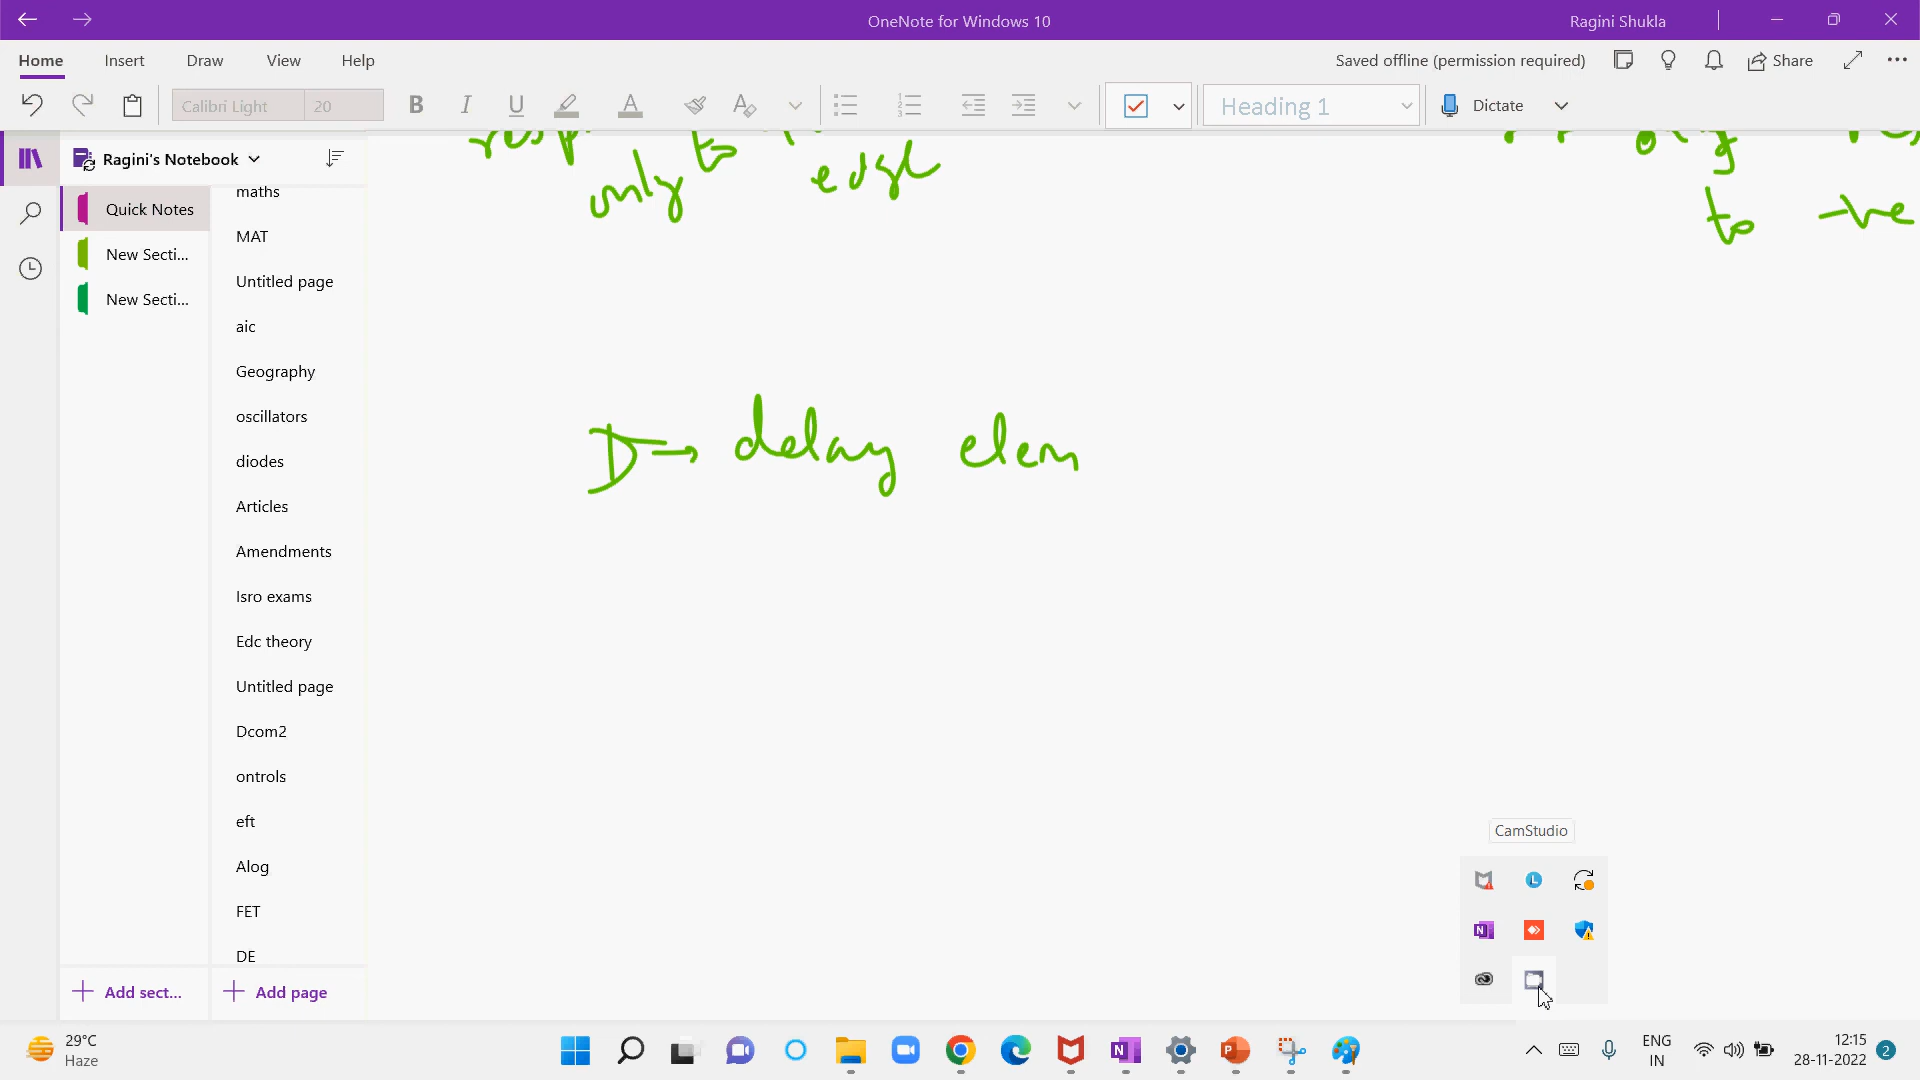 OneNote for Windows 10
Ragini Shukla
Home Insert Draw View Help
Saved offline (permission required) Share
Calibri Light 20 B I U A
Heading 1
Dictate
Ragini's Notebook
Quick Notes
New Secti...
New Secti...
maths
MAT
Untitled page
aic
Geography
oscillators
diodes
Articles
Amendments
Isro exams
Edc theory
Untitled page
Dcom2
ontrols
eft
Alog
FET
DE
Add sect...
Add page
only to
edge
to -ve
D→ delay elem
CamStudio
29°C
Haze
ENG
IN
12:15
28-11-2022
2